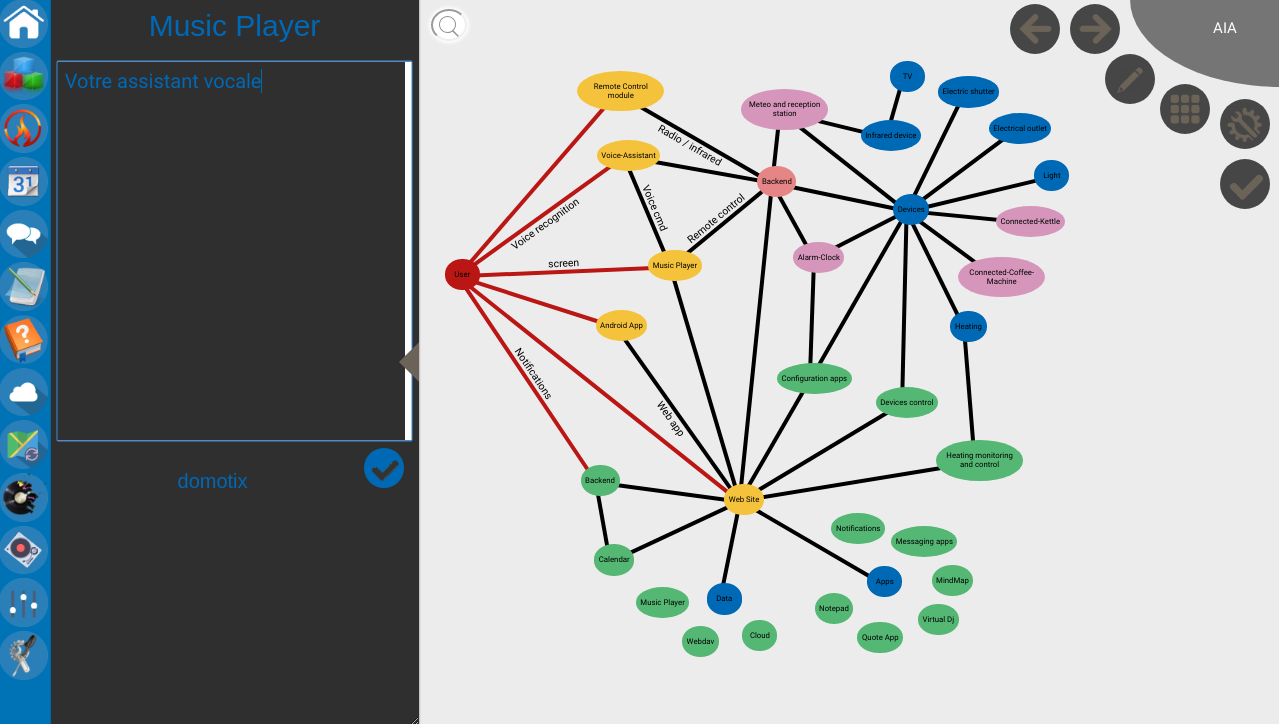 Music Player
AIA
31
Votre assistant vocale
domotix
Remote Control
module
TV
Meteo and reception
station
Electric shutter
Infrared device
Electrical outlet
Radio / infrared
Voice-Assistant
Backend
Light
Voice cmd
Devices
Voice recognition
Remote control
Connected-Kettle
Alarm-Clock
screen
Music Player
User
Connected-Coffee-
Machine
Android App
Heating
Notifications
Configuration apps
Devices control
Web app
Heating monitoring
and control
Backend
Web Site
Notifications
Messaging apps
Calendar
MindMap
Apps
Music Player
Data
Notepad
Virtual Dj
Webdav
Cloud
Quote App